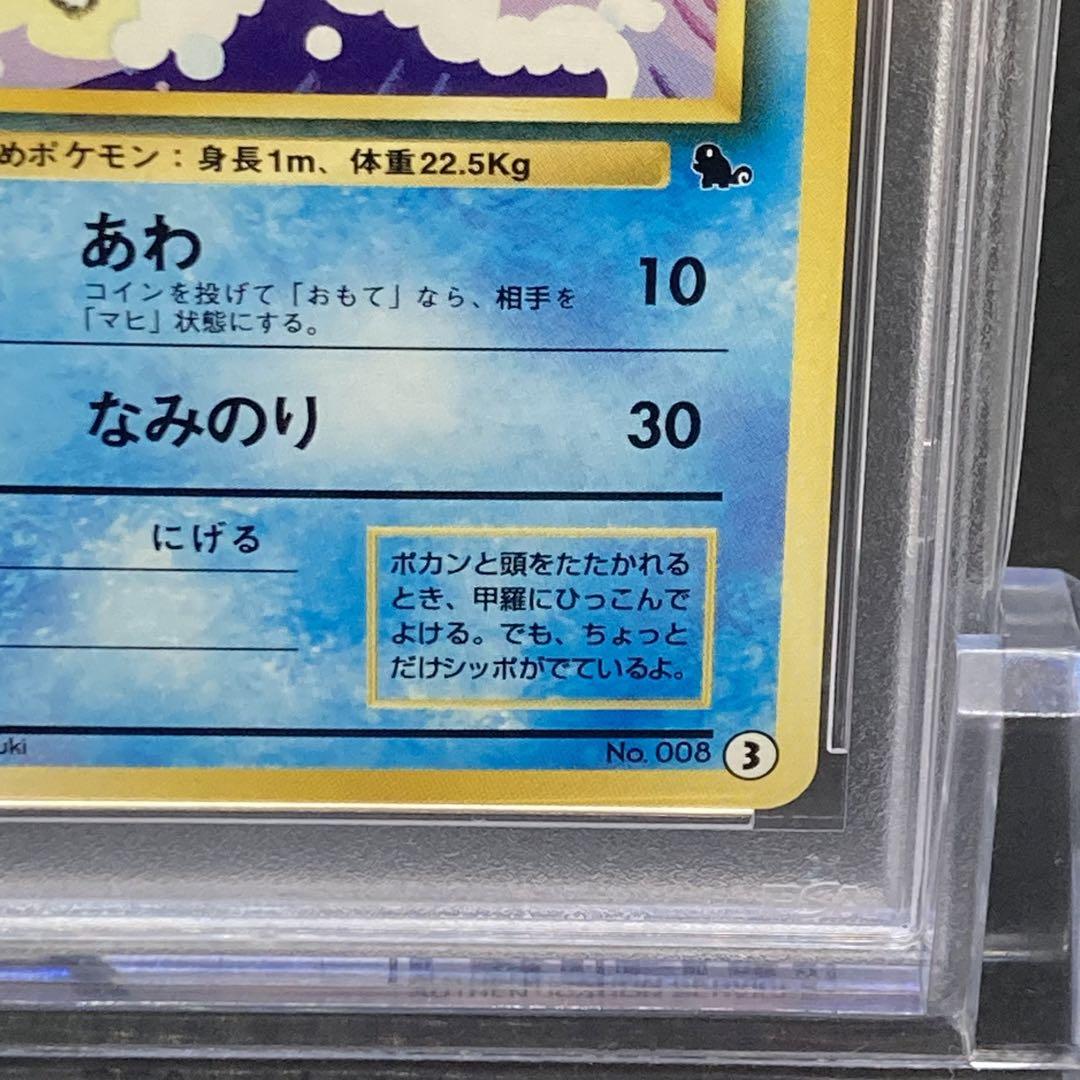 めポケモン：身長1m、体重22.5Kg
あわ 10
コインを投げて「おもて」なら、相手を
「マヒ」状態にする。
なみのり 30
にげる
ポカンと頭をたたかれる
とき、甲羅にひっこんで
よける。でも、ちょっと
だけシッポがでているよ。
uki
No. 008 3